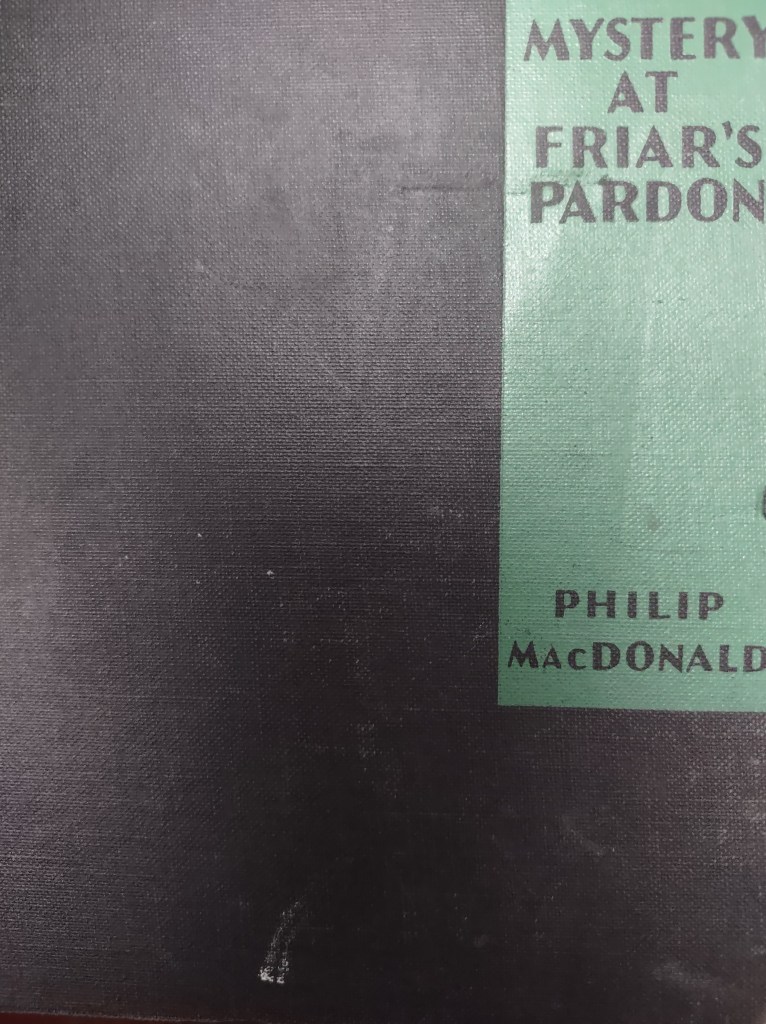 MYSTERY
AT
FRIAR'S
PARDON
PHILIP
MACDONALD